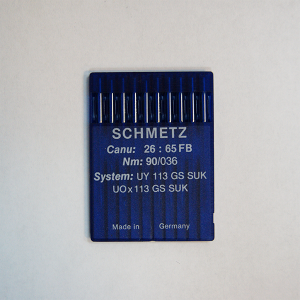 SCHMETZ
Canu: 26 : 65 FB
Nm: 90/036
System: UY 113 GS SUK
UO x 113 GS SUK
Made in Germany